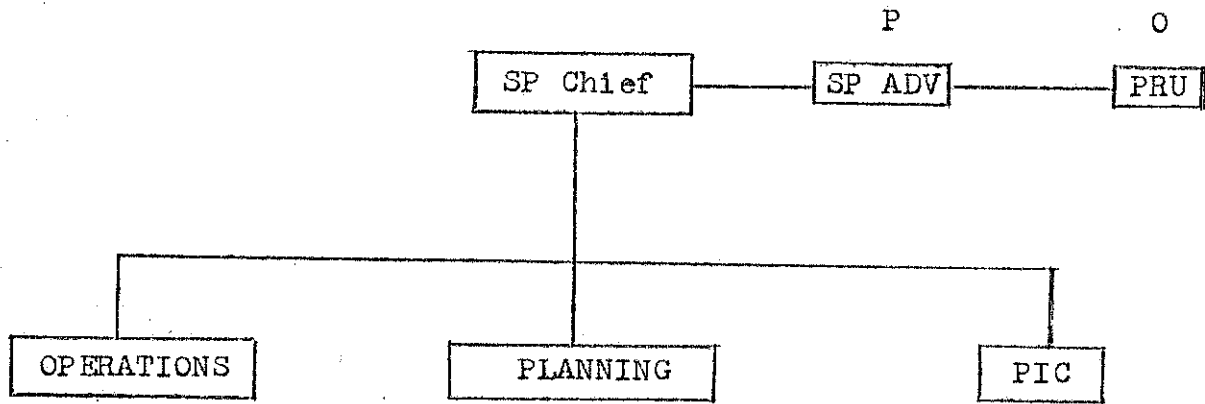 P O
SP Chief SP ADV PRU
OPERATIONS PLANNING PIC